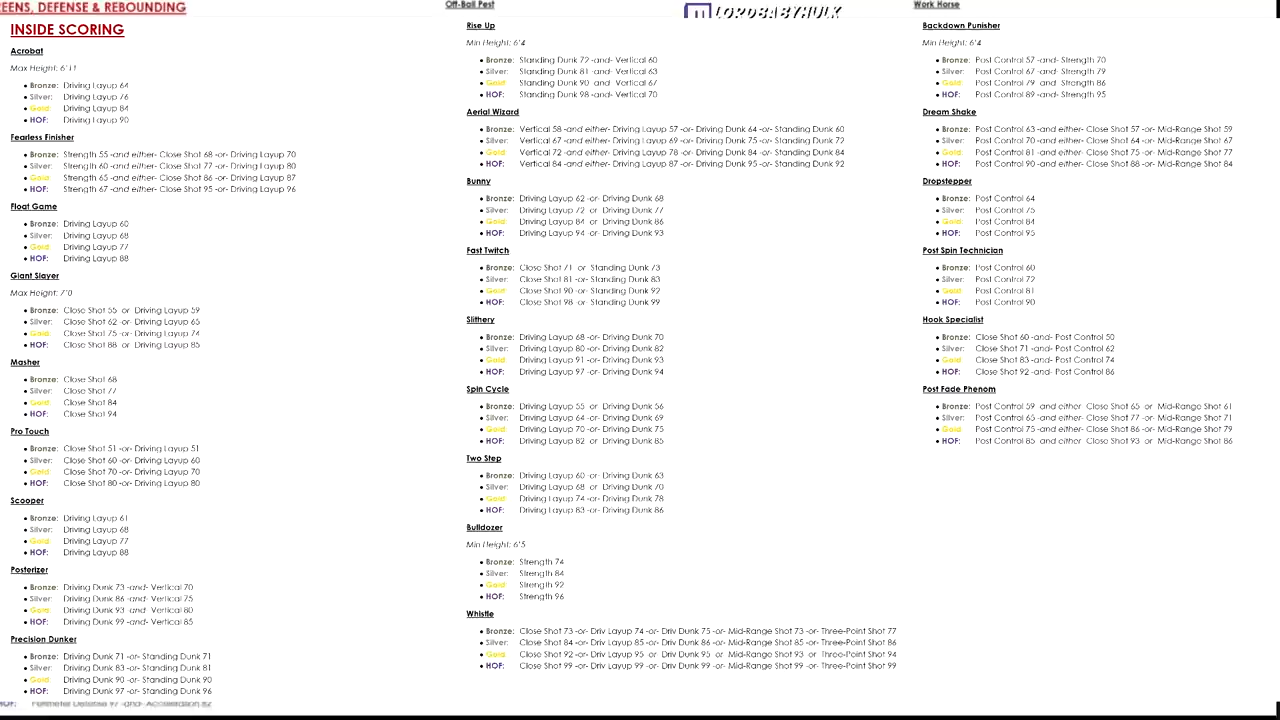 EENS, DEFENSE & REBOUNDING
INSIDE SCORING
Acrobat
Max Height: 6'11
• Bronze: Driving Layup 64
• Silver: Driving Layup 76
• Gold: Driving Layup 84
• HOF: Driving Layup 90
Fearless Finisher
• Bronze: Strength 55 -and either- Close Shot 68 -or- Driving Layup 70
• Silver: Strength 60 -and either- Close Shot 77 -or- Driving Layup 80
• Gold: Strength 65 -and either- Close Shot 86 -or- Driving Layup 87
• HOF: Strength 67 -and either- Close Shot 95 -or- Driving Layup 96
Float Game
• Bronze: Driving Layup 60
• Silver: Driving Layup 68
• Gold: Driving Layup 77
• HOF: Driving Layup 88
Giant Slayer
Max Height: 7'0
• Bronze: Close Shot 55 or Driving Layup 59
• Silver: Close Shot 62 -or- Driving Layup 65
• Gold: Close Shot 75 -or- Driving Layup 74
• HOF: Close Shot 88 or Driving Layup 85
Masher
• Bronze: Close Shot 68
• Silver: Close Shot 77
• Gold: Close Shot 84
• HOF: Close Shot 94
Pro Touch
• Bronze: Close Shot 51 -or- Driving Layup 51
• Silver: Close Shot 60 -or- Driving Layup 60
• Gold: Close Shot 70 -or- Driving Layup 70
• HOF: Close Shot 80 -or- Driving Layup 80
Scooper
• Bronze: Driving Layup 61
• Silver: Driving Layup 68
• Gold: Driving Layup 77
• HOF: Driving Layup 88
Posterizer
• Bronze: Driving Dunk 73 -and- Vertical 70
• Silver: Driving Dunk 86 -and- Vertical 75
• Gold: Driving Dunk 93 -and- Vertical 80
• HOF: Driving Dunk 99 -and- Vertical 85
Precision Dunker
• Bronze: Driving Dunk 71 -or- Standing Dunk 71
• Silver: Driving Dunk 83 -or- Standing Dunk 81
• Gold: Driving Dunk 90 -or- Standing Dunk 90
• HOF: Driving Dunk 97 -or- Standing Dunk 96
HOF: Perimeter Defense 97 -and- Acceleration 82
Off-Ball Pest
LORDBABYHULK
Rise Up
Min Height: 6'4
• Bronze: Standing Dunk 72 -and- Vertical 60
• Silver: Standing Dunk 81 -and- Vertical 63
• Gold: Standing Dunk 90 -and- Vertical 67
• HOF: Standing Dunk 98 -and- Vertical 70
Aerial Wizard
• Bronze: Vertical 58 -and either- Driving Layup 57 -or- Driving Dunk 64 -or- Standing Dunk 60
• Silver: Vertical 67 -and either- Driving Layup 69 -or- Driving Dunk 75 -or- Standing Dunk 72
• Gold: Vertical 72 -and either- Driving Layup 78 -or- Driving Dunk 84 -or- Standing Dunk 84
• HOF: Vertical 84 -and either- Driving Layup 87 -or- Driving Dunk 95 -or- Standing Dunk 92
Bunny
• Bronze: Driving Layup 62 -or- Driving Dunk 68
• Silver: Driving Layup 72 or Driving Dunk 77
• Gold: Driving Layup 84 -or- Driving Dunk 86
• HOF: Driving Layup 94 -or- Driving Dunk 93
Fast Twitch
• Bronze: Close Shot 71 or Standing Dunk 73
• Silver: Close Shot 81 -or- Standing Dunk 83
• Gold: Close Shot 90 -or- Standing Dunk 92
• HOF: Close Shot 98 -or- Standing Dunk 99
Slithery
• Bronze: Driving Layup 68 -or- Driving Dunk 70
• Silver: Driving Layup 80 -or- Driving Dunk 82
• Gold: Driving Layup 91 -or- Driving Dunk 93
• HOF: Driving Layup 97 -or- Driving Dunk 94
Spin Cycle
• Bronze: Driving Layup 55 or Driving Dunk 56
• Silver: Driving Layup 64 -or- Driving Dunk 69
• Gold: Driving Layup 70 -or- Driving Dunk 75
• HOF: Driving Layup 82 or Driving Dunk 85
Two Step
• Bronze: Driving Layup 60 -or- Driving Dunk 63
• Silver: Driving Layup 68 or Driving Dunk 70
• Gold: Driving Layup 74 -or- Driving Dunk 78
• HOF: Driving Layup 83 -or- Driving Dunk 86
Bulldozer
Min Height: 6'5
• Bronze: Strength 74
• Silver: Strength 84
• Gold: Strength 92
• HOF: Strength 96
Whistle
• Bronze: Close Shot 73 -or- Driv Layup 74 -or- Driv Dunk 75 -or- Mid-Range Shot 73 -or- Three-Point Shot 77
• Silver: Close Shot 84 -or- Driv Layup 85 -or- Driv Dunk 86 -or- Mid-Range Shot 85 -or- Three-Point Shot 86
• Gold: Close Shot 92 -or- Driv Layup 95 -or- Driv Dunk 95 or Mid-Range Shot 93 or Three-Point Shot 94
• HOF: Close Shot 99 -or- Driv Layup 99 -or- Driv Dunk 99 -or- Mid-Range Shot 99 -or- Three-Point Shot 99
Work Horse
Backdown Punisher
Min Height: 6'4
• Bronze: Post Control 57 -and- Strength 70
• Silver: Post Control 67 -and- Strength 79
• Gold: Post Control 79 -and- Strength 86
• HOF: Post Control 89 -and- Strength 95
Dream Shake
• Bronze: Post Control 63 -and either- Close Shot 57 -or- Mid-Range Shot 59
• Silver: Post Control 70 -and either- Close Shot 64 -or- Mid-Range Shot 67
• Gold: Post Control 81 -and either- Close Shot 75 -or- Mid-Range Shot 77
• HOF: Post Control 90 -and either- Close Shot 88 -or- Mid-Range Shot 84
Dropstepper
• Bronze: Post Control 64
• Silver: Post Control 75
• Gold: Post Control 84
• HOF: Post Control 95
Post Spin Technician
• Bronze: Post Control 60
• Silver: Post Control 72
• Gold: Post Control 81
• HOF: Post Control 90
Hook Specialist
• Bronze: Close Shot 60 -and- Post Control 50
• Silver: Close Shot 71 -and- Post Control 62
• Gold: Close Shot 83 -and- Post Control 74
• HOF: Close Shot 92 -and- Post Control 86
Post Fade Phenom
• Bronze: Post Control 59 and either Close Shot 65 or Mid-Range Shot 61
• Silver: Post Control 65 -and either- Close Shot 77 -or- Mid-Range Shot 71
• Gold: Post Control 75 -and either- Close Shot 86 -or- Mid-Range Shot 79
• HOF: Post Control 85 and either Close Shot 93 or Mid-Range Shot 86